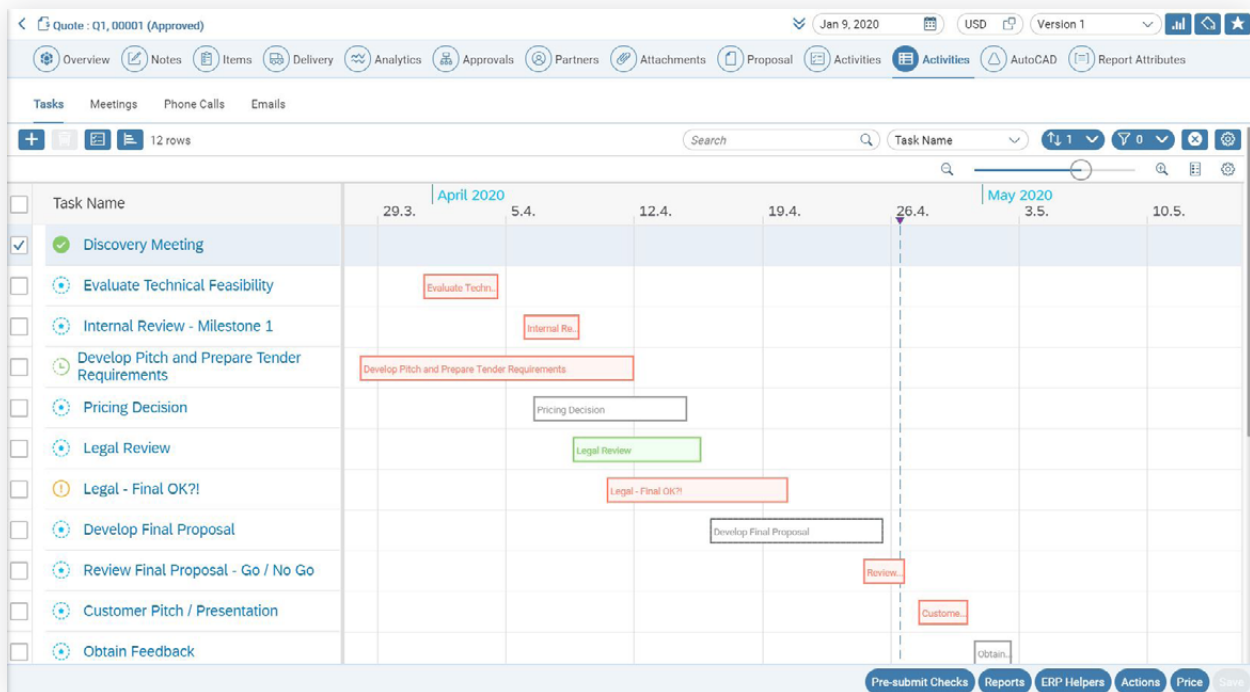 Quote : Q1, 00001 (Approved)
Jan 9, 2020
USD
Version 1
Overview
Notes
Items
Delivery
Analytics
Approvals
Partners
Attachments
Proposal
Activities
Activities
AutoCAD
Report Attributes
Tasks
Meetings
Phone Calls
Emails
12 rows
Search
Task Name
1
0
Task Name
April 2020
May 2020
29.3.
5.4.
12.4.
19.4.
26.4.
3.5.
10.5.
Discovery Meeting
Evaluate Technical Feasibility
Evaluate Techn..
Internal Review - Milestone 1
Internal Re..
Develop Pitch and Prepare Tender
Requirements
Develop Pitch and Prepare Tender Requirements
Pricing Decision
Pricing Decision
Legal Review
Legal Review
Legal - Final OK?!
Legal - Final OK?!
Develop Final Proposal
Develop Final Proposal
Review Final Proposal - Go / No Go
Review...
Customer Pitch / Presentation
Custome...
Obtain Feedback
Obtain...
Pre-submit Checks
Reports
ERP Helpers
Actions
Price
Save